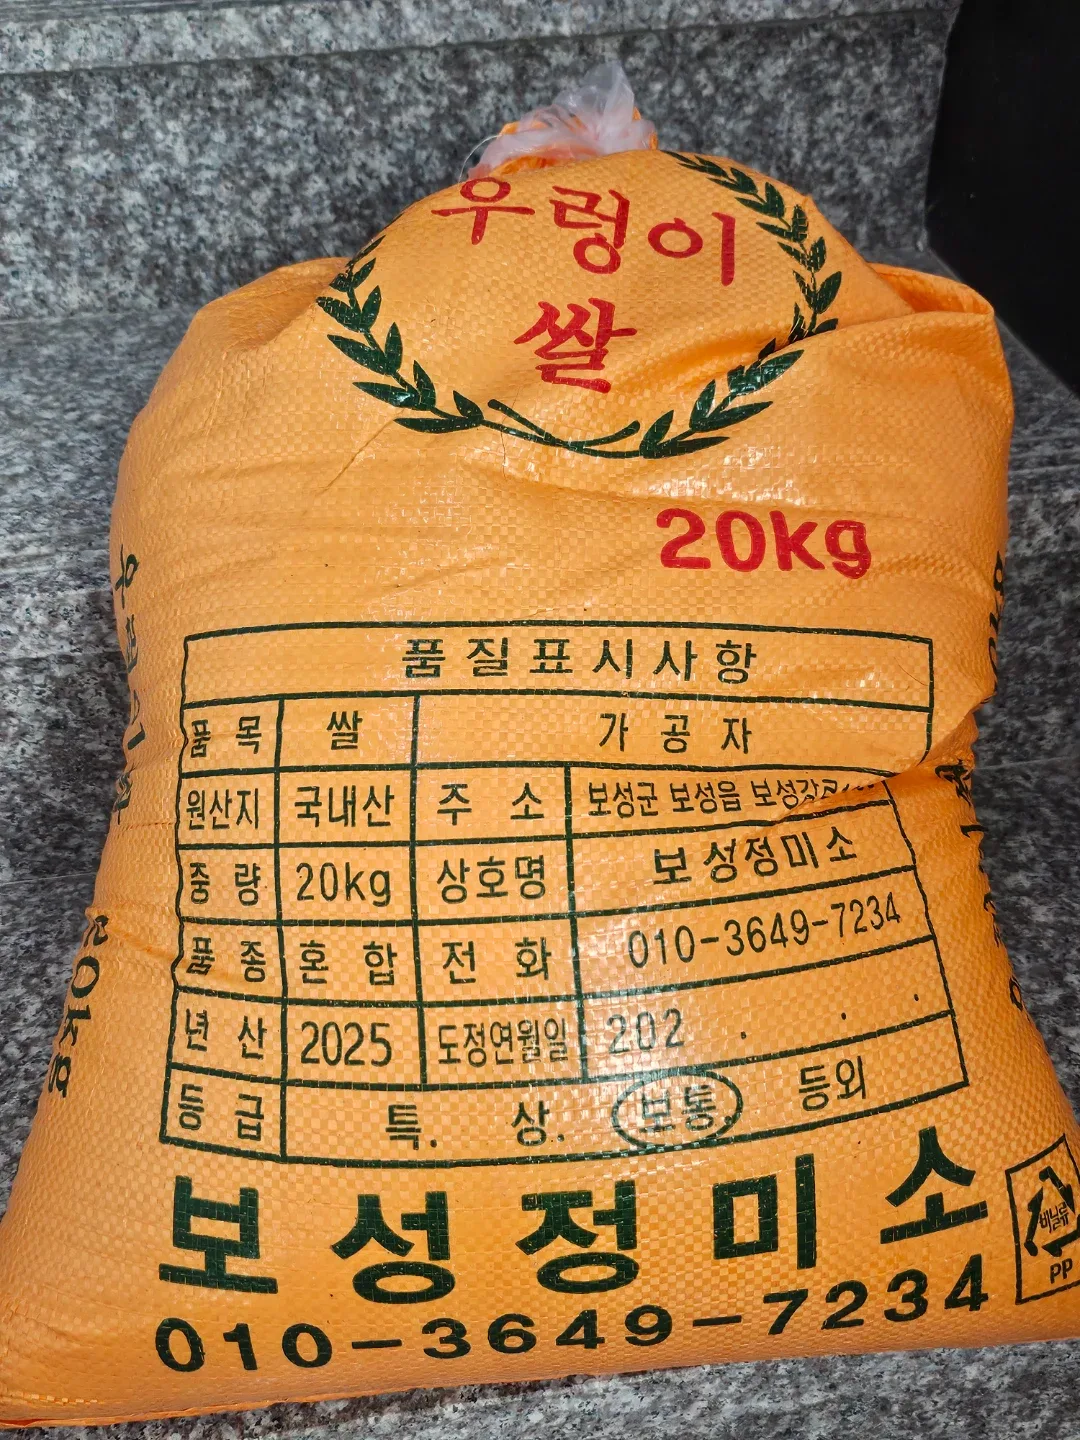 우렁이
쌀
20kg
품질표시사항
품목 쌀 가공자
원산지 국내산 주소 보성군 보성읍
중량 20kg 상호명 보성정미소
품종 혼합 전화 010-3649-7234
년산 2025 도정연월일 202 . .
등급 특. 상. 보통. 등외
보성정미소
010-3649-7234
비닐류
PP
20kg